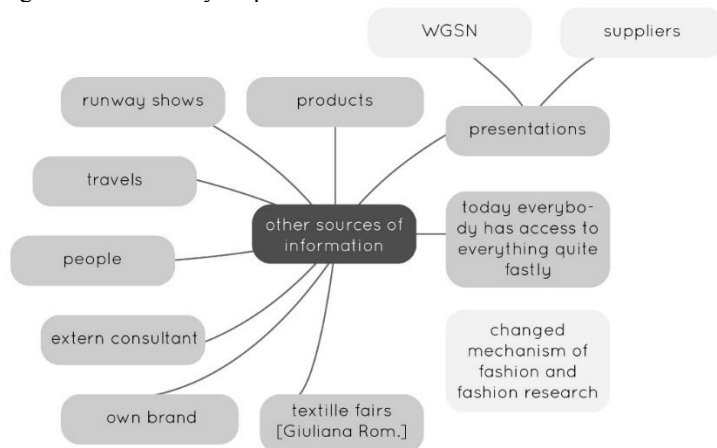 WGSN
suppliers
runway shows
products
presentations
travels
other sources of
information
today everybo-
dy has access to
everything quite
fastly
people
extern consultant
changed
mechanism of
fashion and
fashion research
own brand
textille fairs
[Giuliana Rom.]